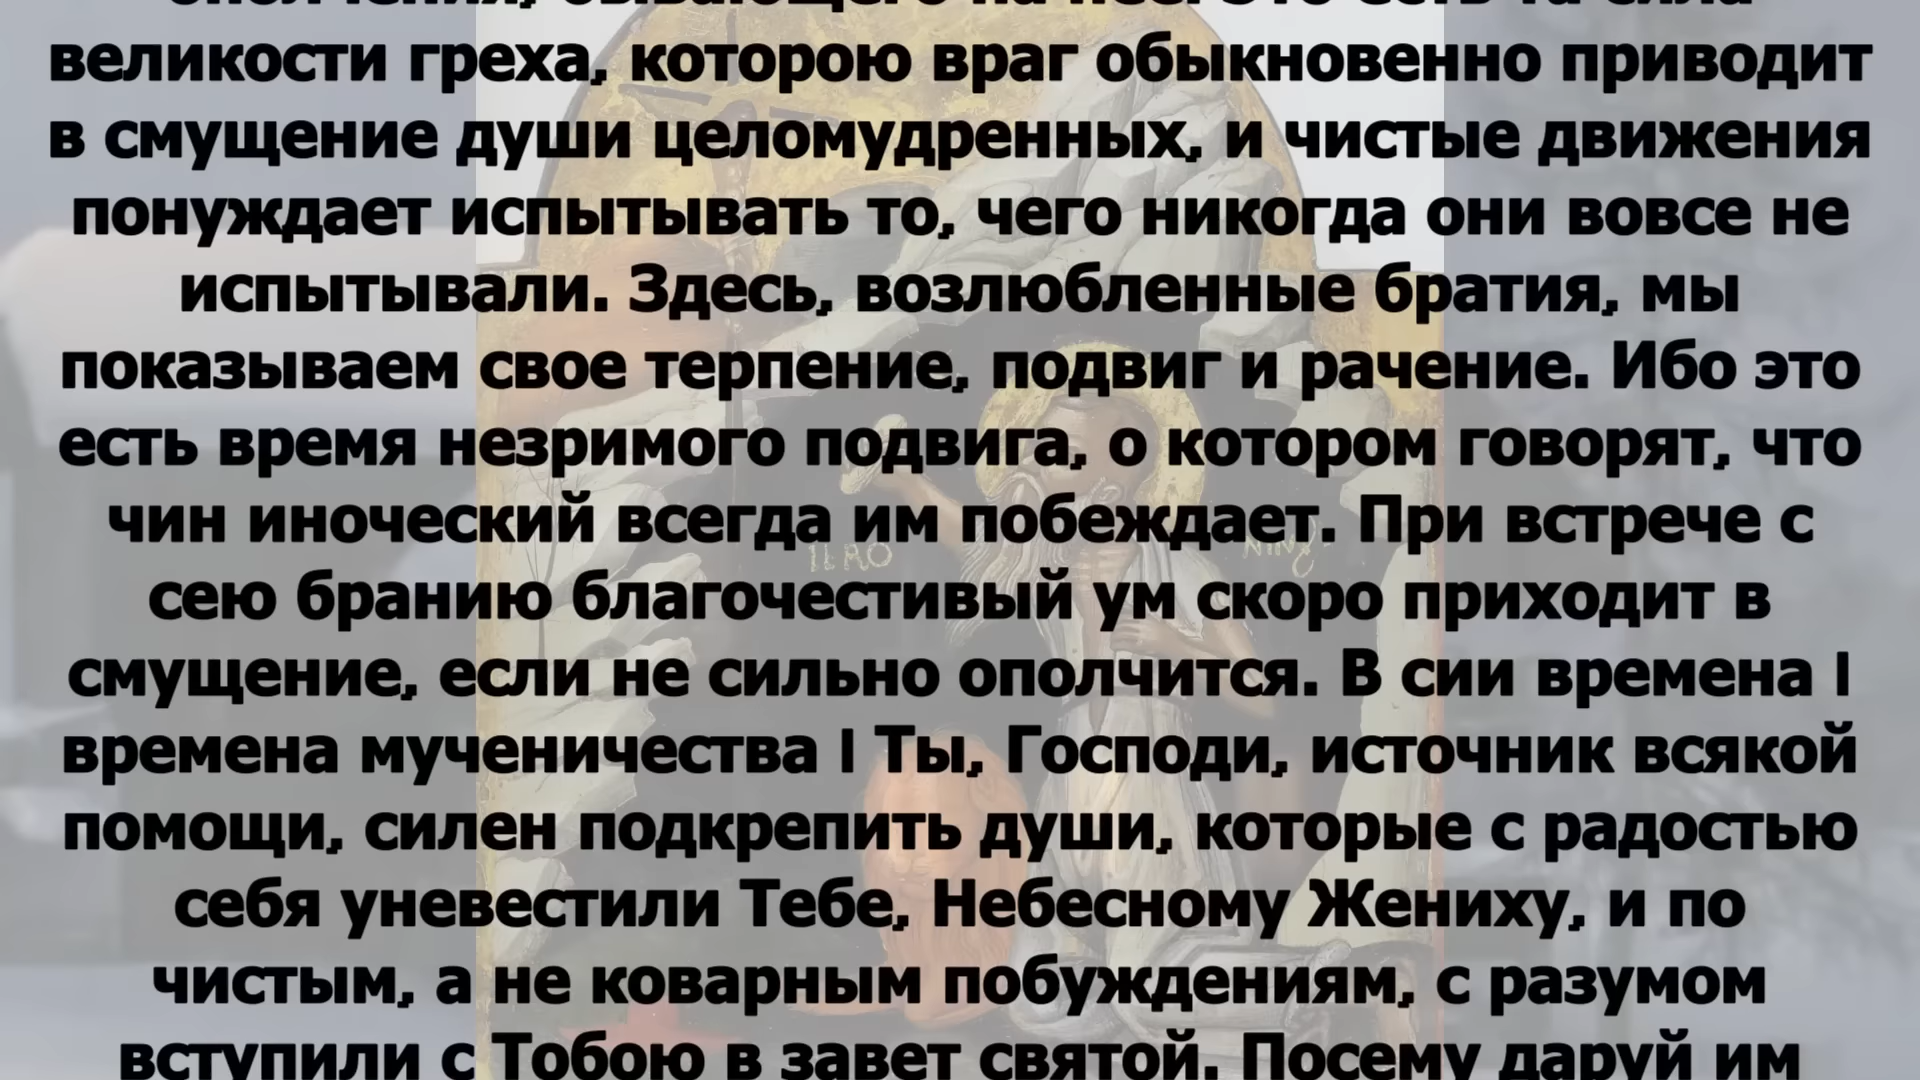 великости греха, которою враг обыкновенно приводит
в смущение души целомудренных, и чистые движения
понуждает испытывать то, чего никогда они вовсе не
испытывали. Здесь, возлюбленные братия, мы
показываем свое терпение, подвиг и рачение. Ибо это
есть время незримого подвига, о котором говорят, что
чин иноческий всегда им побеждает. При встрече с
сею бранию благочестивый ум скоро приходит в
смущение, если не сильно ополчится. В сии времена |
времена мученичества | Ты, Господи, источник всякой
помощи, силен подкрепить души, которые с радостью
себя уневестили Тебе, Небесному Жениху, и по
чистым, а не коварным побуждениям, с разумом
вступили с Тобою в завет святой. Посему даруй им